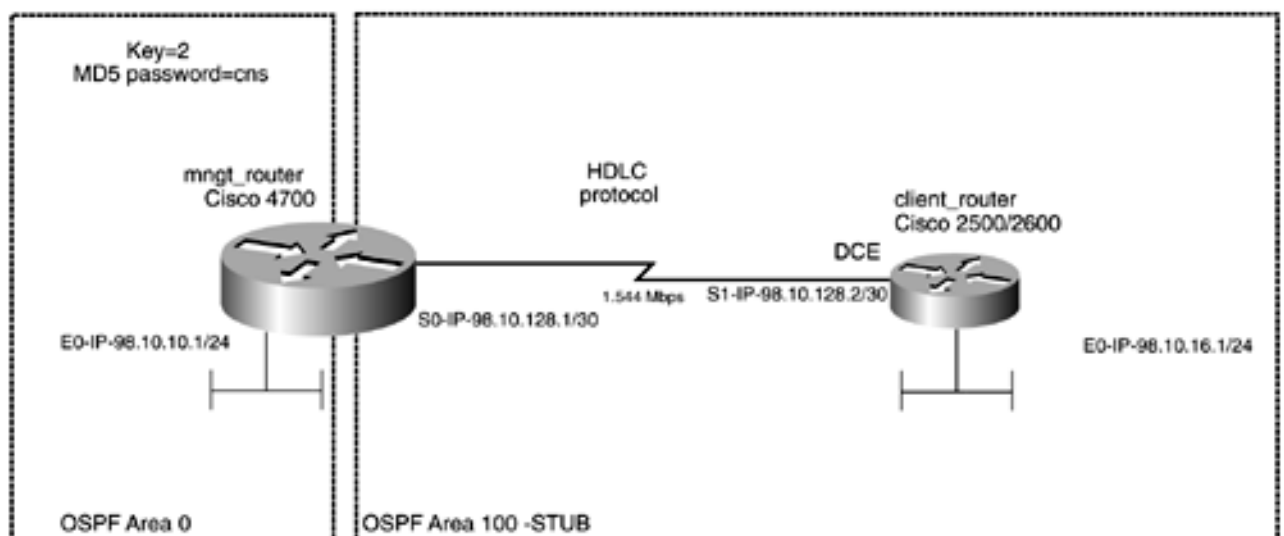 Key=2
MD5 password=cns
mngt_router
Cisco 4700
HDLC
protocol
client_router
Cisco 2500/2600
DCE
1.544 Mbps
S1-IP-98.10.128.2/30
S0-IP-98.10.128.1/30
E0-IP-98.10.10.1/24
E0-IP-98.10.16.1/24
OSPF Area 0
OSPF Area 100 -STUB